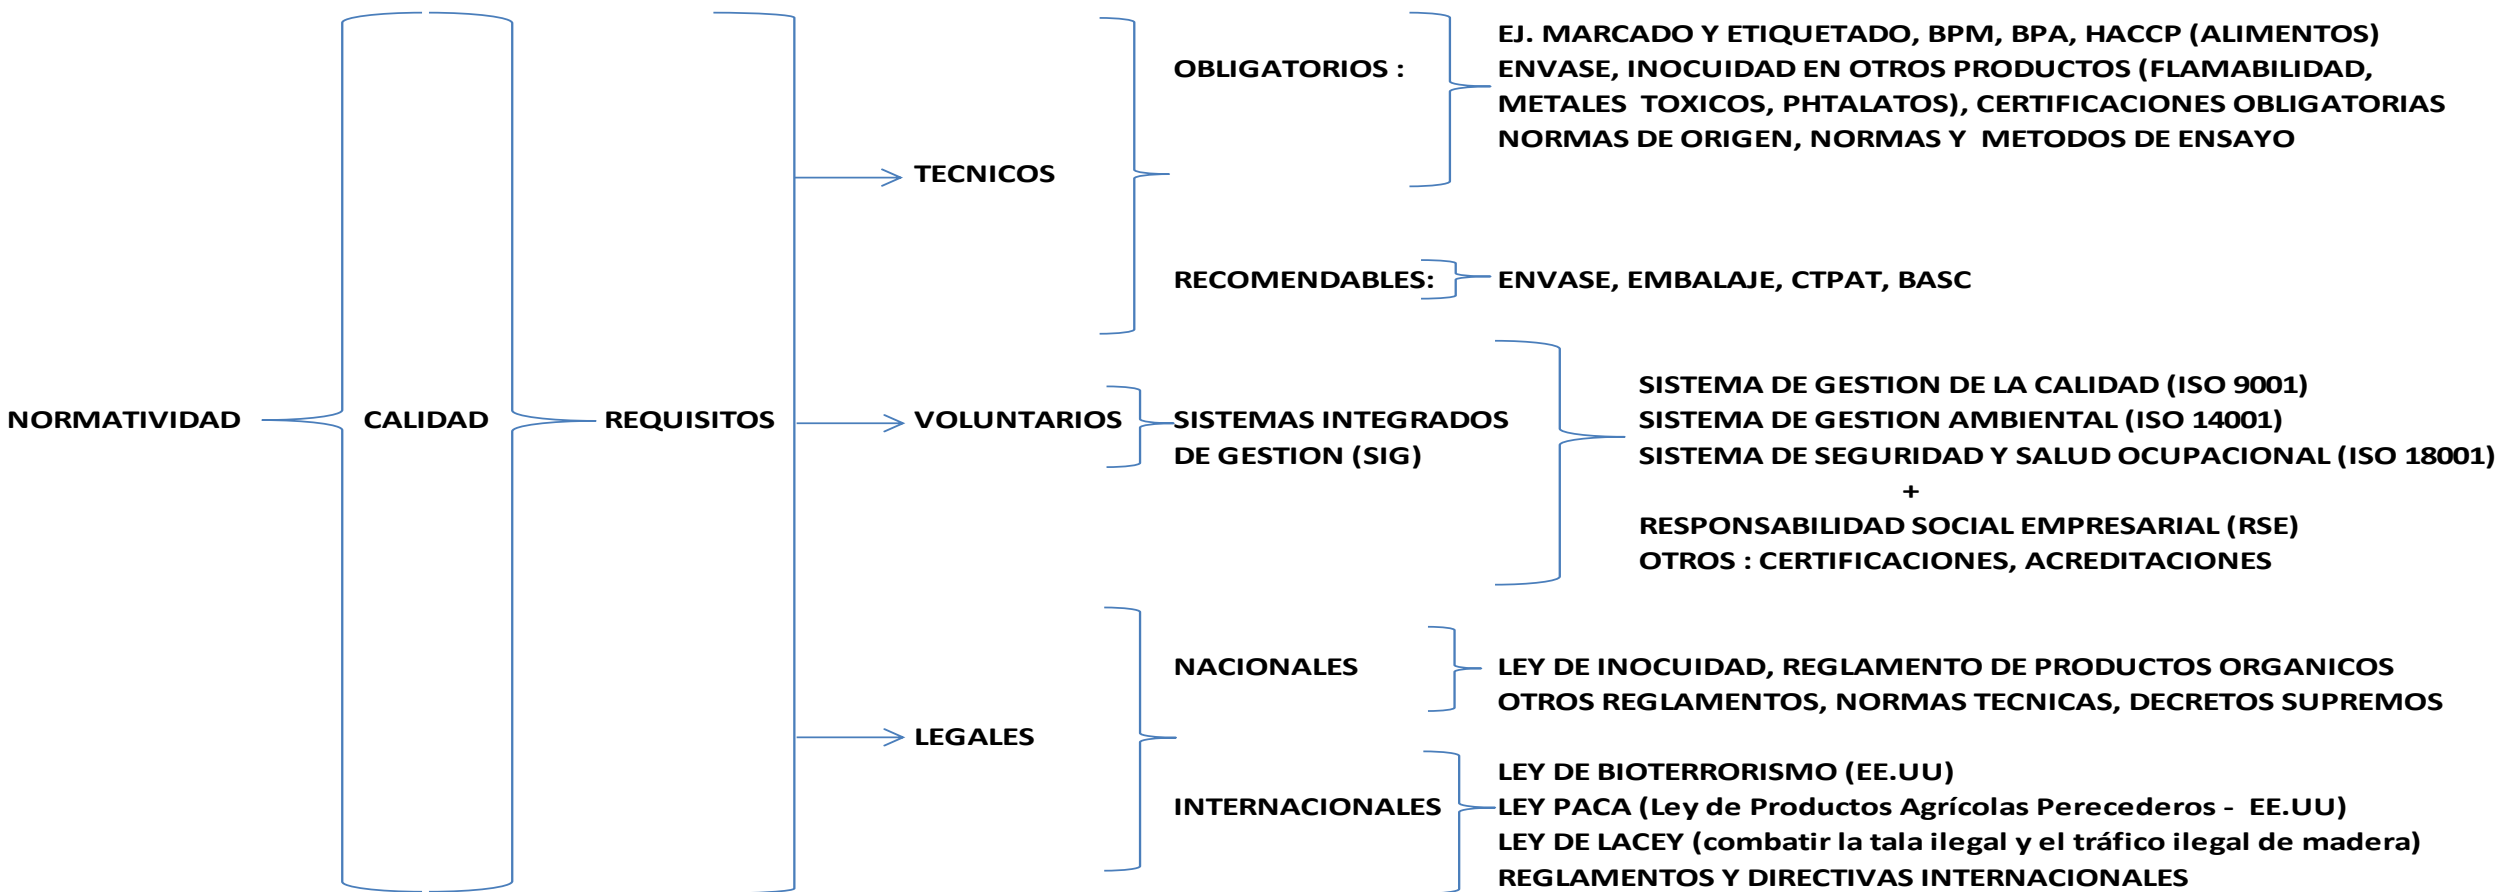 NORMATIVIDAD
CALIDAD
REQUISITOS
TECNICOS
OBLIGATORIOS :
EJ. MARCADO Y ETIQUETADO, BPM, BPA, HACCP (ALIMENTOS)
ENVASE, INOCUIDAD EN OTROS PRODUCTOS (FLAMABILIDAD,
METALES TOXICOS, PHTALATOS), CERTIFICACIONES OBLIGATORIAS
NORMAS DE ORIGEN, NORMAS Y METODOS DE ENSAYO
RECOMENDABLES:
ENVASE, EMBALAJE, CTPAT, BASC
VOLUNTARIOS
SISTEMAS INTEGRADOS
DE GESTION (SIG)
SISTEMA DE GESTION DE LA CALIDAD (ISO 9001)
SISTEMA DE GESTION AMBIENTAL (ISO 14001)
SISTEMA DE SEGURIDAD Y SALUD OCUPACIONAL (ISO 18001)
+
RESPONSABILIDAD SOCIAL EMPRESARIAL (RSE)
OTROS : CERTIFICACIONES, ACREDITACIONES
LEGALES
NACIONALES
LEY DE INOCUIDAD, REGLAMENTO DE PRODUCTOS ORGANICOS
OTROS REGLAMENTOS, NORMAS TECNICAS, DECRETOS SUPREMOS
INTERNACIONALES
LEY DE BIOTERRORISMO (EE.UU)
LEY PACA (Ley de Productos Agrícolas Perecederos - EE.UU)
LEY DE LACEY (combatir la tala ilegal y el tráfico ilegal de madera)
REGLAMENTOS Y DIRECTIVAS INTERNACIONALES